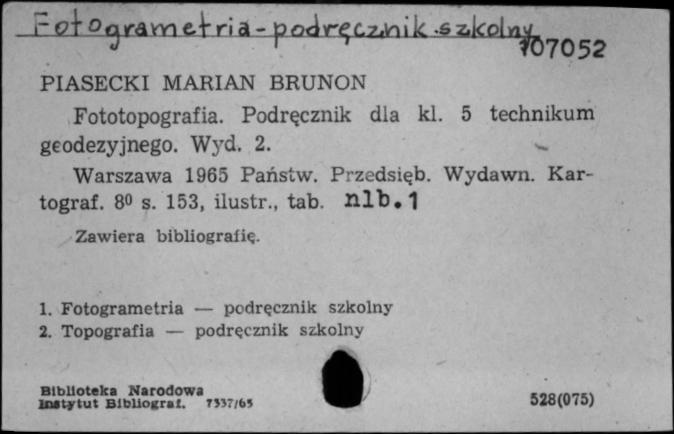 Fotogrametria - podręcznik szkolny
107052
PIASECKI MARIAN BRUNON
Fototopografia. Podręcznik dla kl. 5 technikum
geodezyjnego. Wyd. 2.
Warszawa 1965 Państw. Przedsięb. Wydawn. Kar-
tograf. 8⁰ s. 153, ilustr., tab. nlb. 1
Zawiera bibliografię.
1. Fotogrametria — podręcznik szkolny
2. Topografia — podręcznik szkolny
Biblioteka Narodowa
Instytut Bibliograf. 7337/65
528(075)